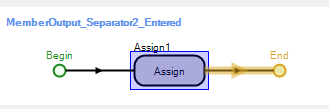 MemberOutput_Separator2_Entered
Assign1
Begin
Assign
End